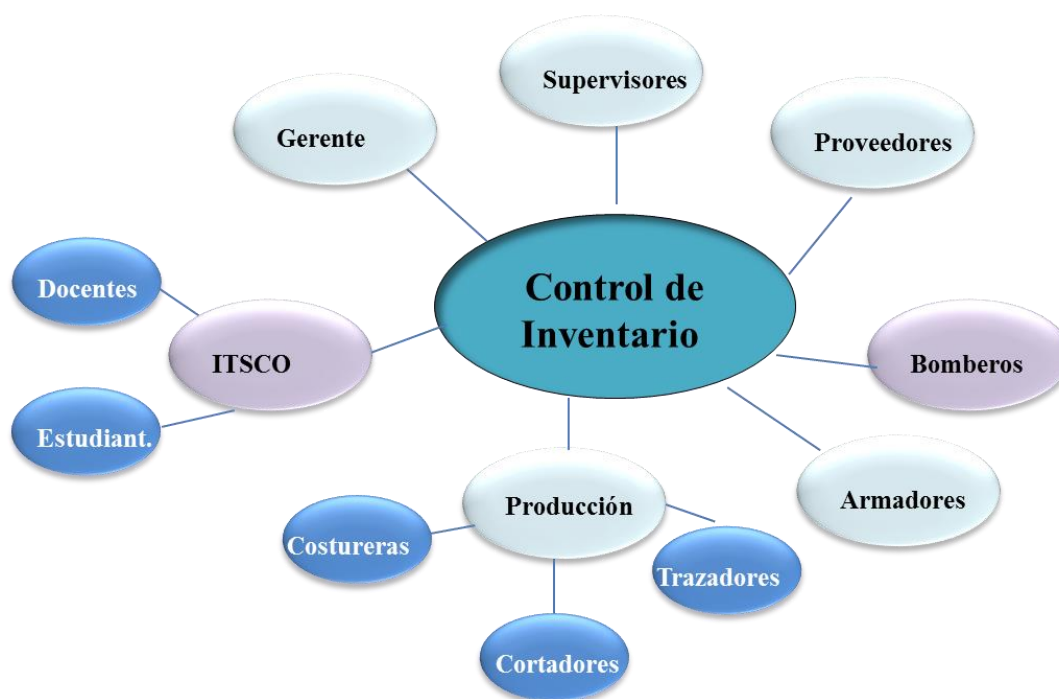 Supervisores
Gerente
Proveedores
Docentes
Control de
Inventario
ITSCO
Bomberos
Estudiant.
Producción
Armadores
Costureras
Trazadores
Cortadores